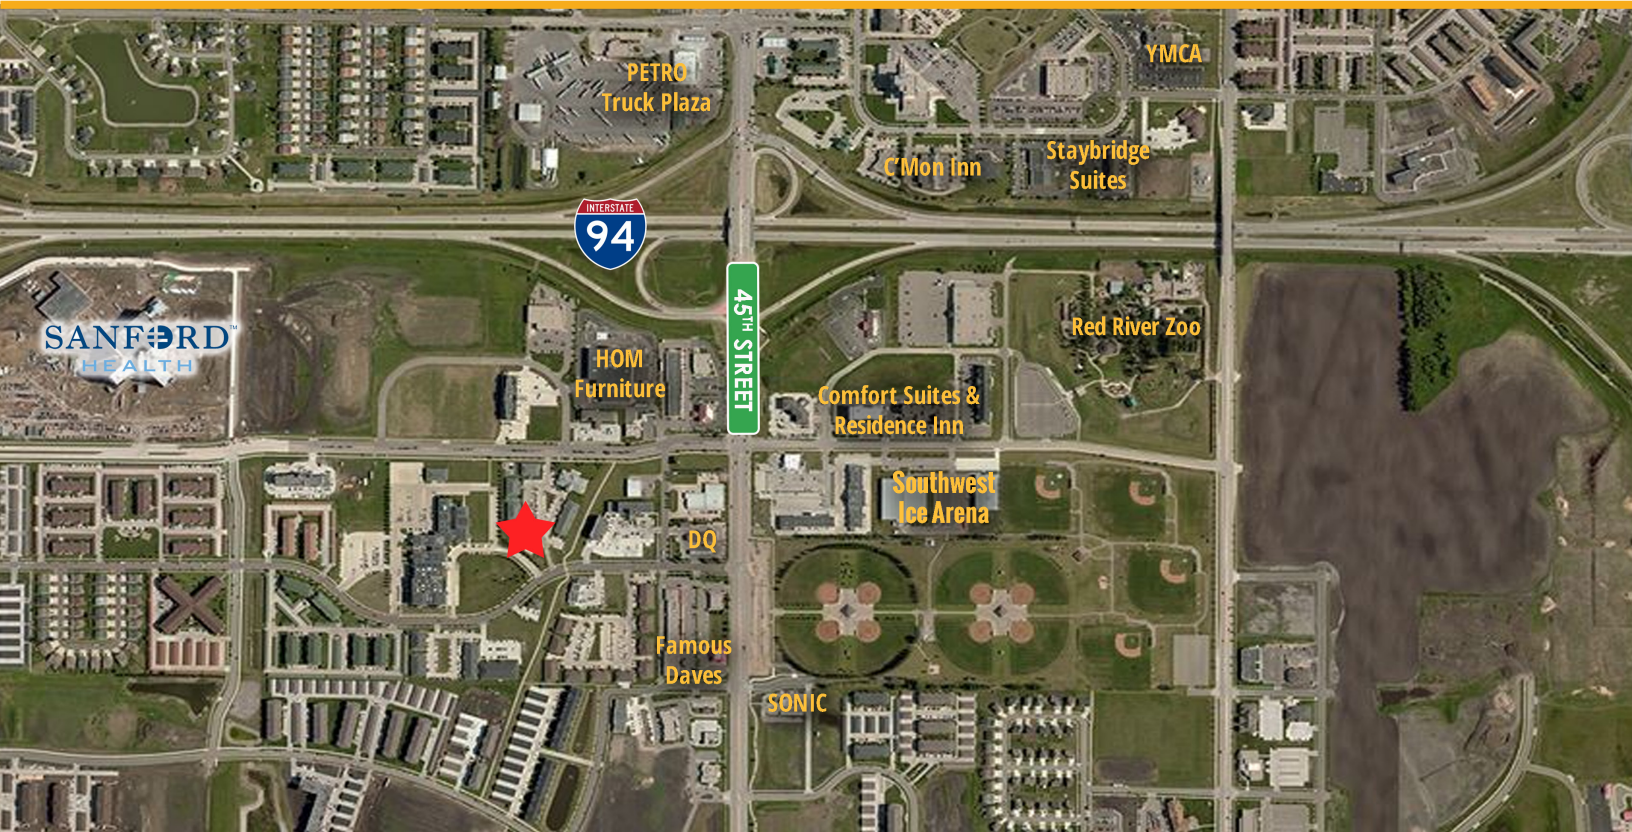 YMCA
PETRO
Truck Plaza
C'Mon Inn
Staybridge
Suites
INTERSTATE
94
45TH STREET
SANFORD™
HEALTH
Red River Zoo
HOM
Furniture
Comfort Suites &
Residence Inn
Southwest
Ice Arena
DQ
Famous
Daves
SONIC